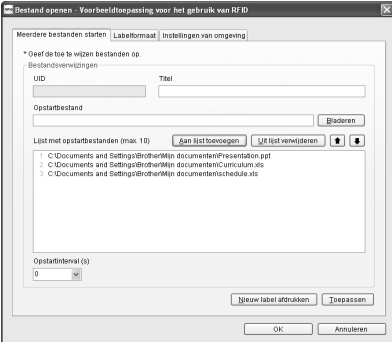 Bestand openen - Voorbeeldtoepassing voor het gebruik van RFID
Meerdere bestanden starten Labelformaat Instellingen van omgeving
* Geef de toe te wijzen bestanden op.
Bestandsverwijzingen
UID Titel
Opstartbestand
Bladeren
Lijst met opstartbestanden (max. 10) Aan lijst toevoegen Uit lijst verwijderen
1 C:\Documents and Settings\Brother\Mijn documenten\Presentation.ppt
2 C:\Documents and Settings\Brother\Mijn documenten\Curriculum.xls
3 C:\Documents and Settings\Brother\Mijn documenten\schedule.xls
Opstartinterval (s)
0
Nieuw label afdrukken Toepassen
OK Annuleren